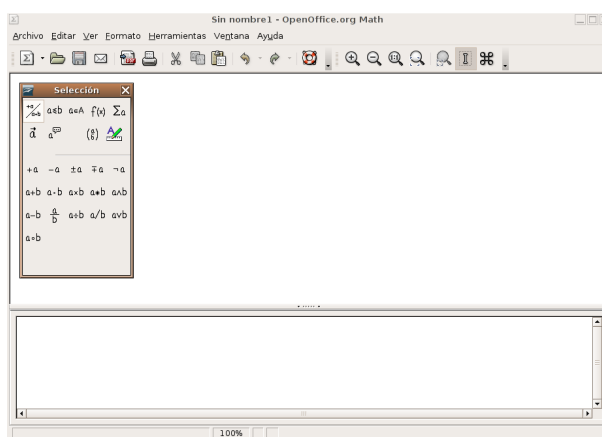 Sin nombre1 - OpenOffice.org Math
Archivo Editar Ver Formato Herramientas Ventana Ayuda
Selección
+a/a+b a≤b a∈A f(x) Σa
a⃗ (a b)
+a -a ±a ∓a ¬a
a+b a·b a×b a∗b a∧b
a-b a/b a÷b a/b a∨b
a∘b
100%